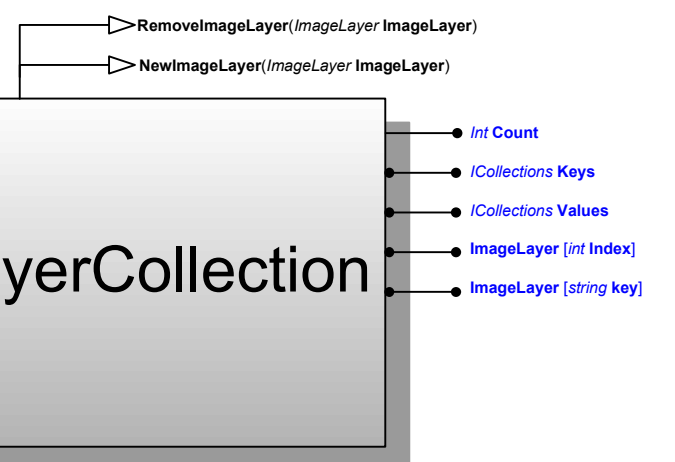 RemoveImageLayer(ImageLayer ImageLayer)
NewImageLayer(ImageLayer ImageLayer)
Int Count
ICollections Keys
ICollections Values
yerCollection
ImageLayer [int Index]
ImageLayer [string key]